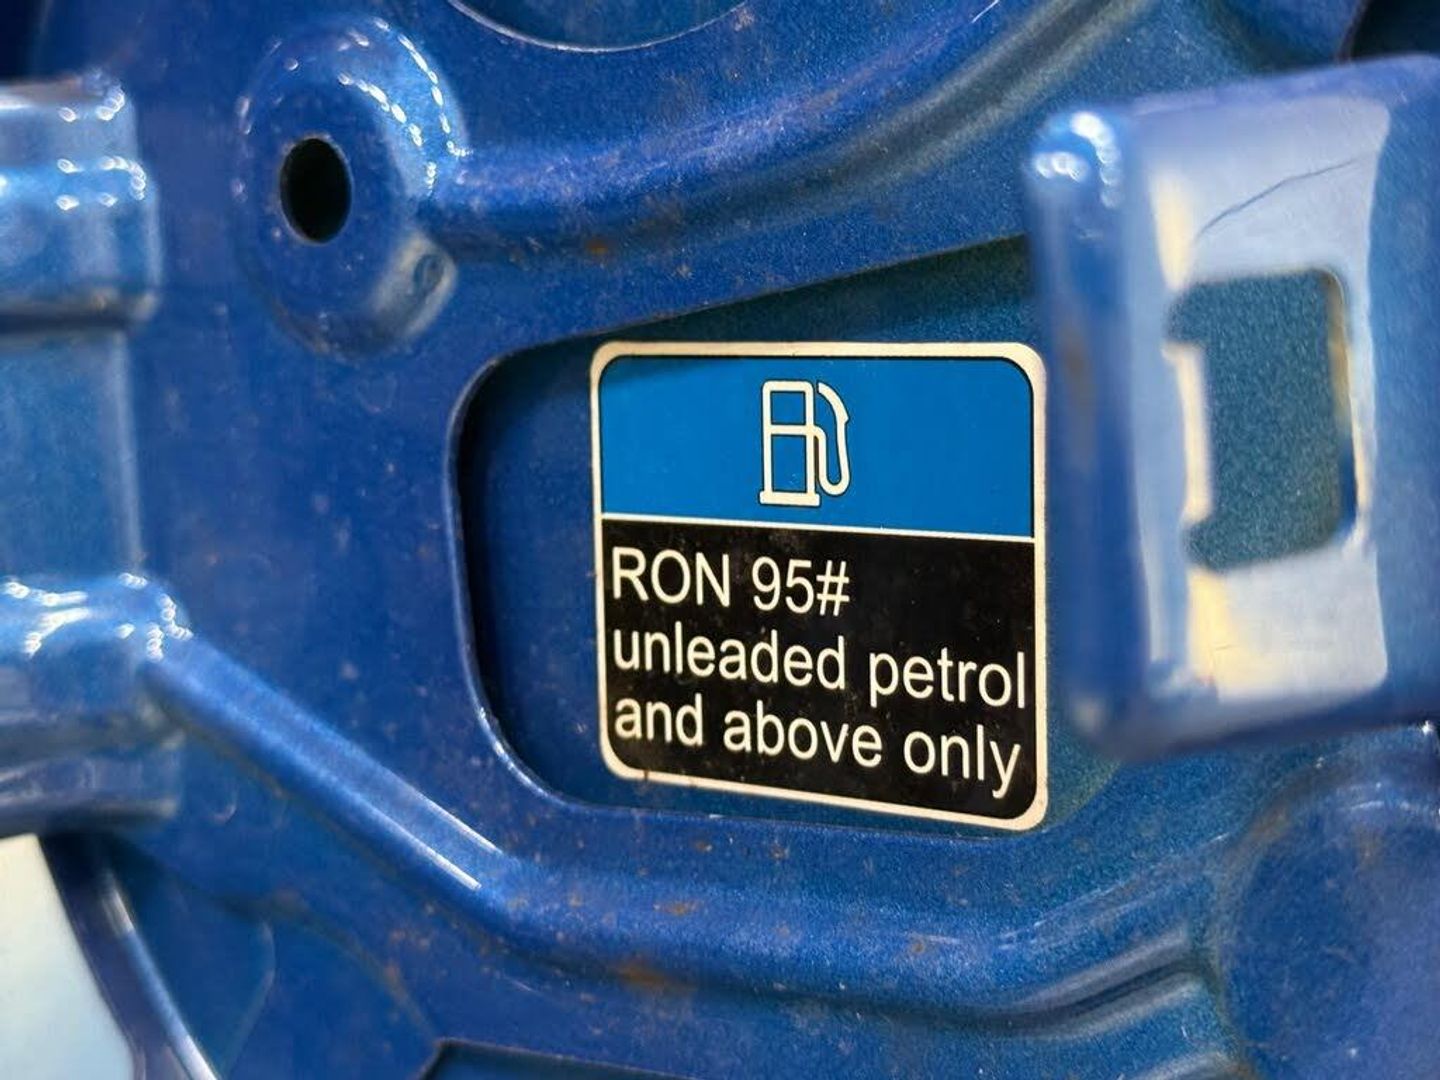 RON 95#
unleaded petrol
and above only